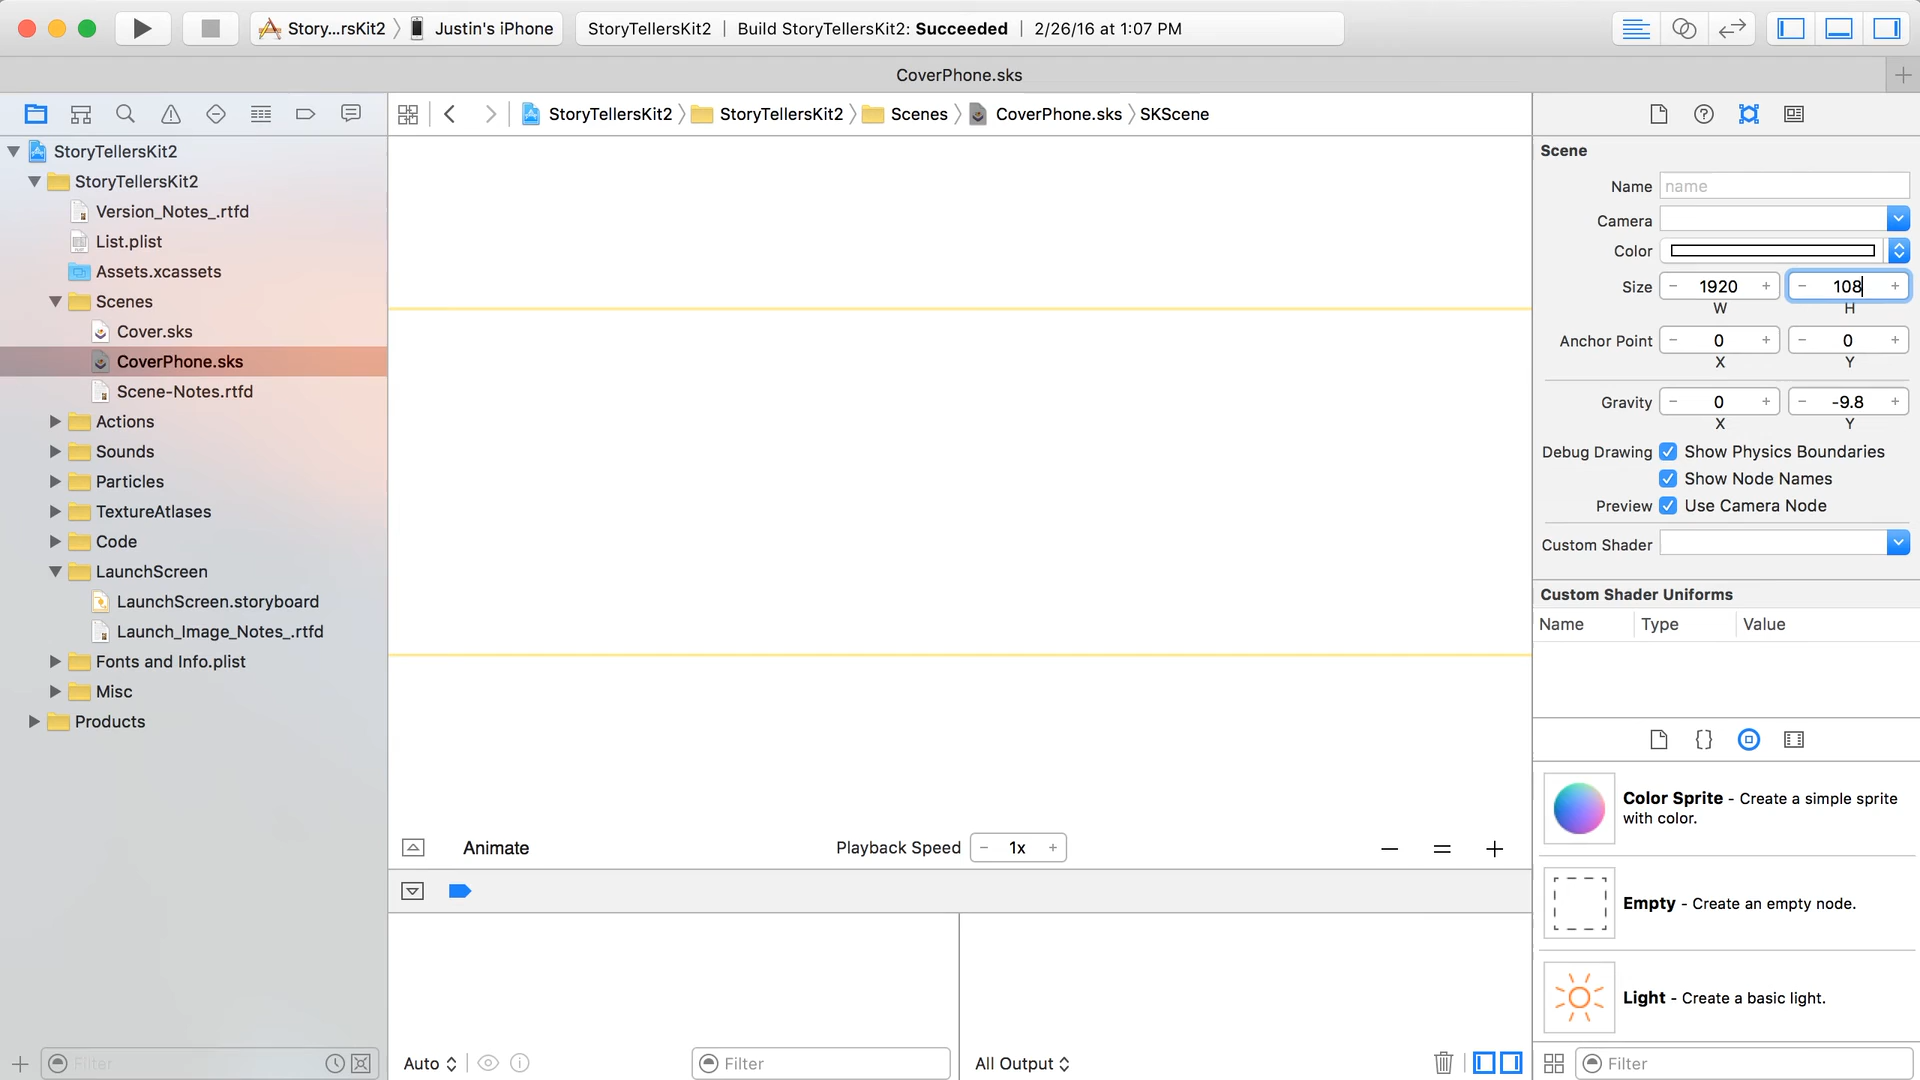 Story...rsKit2 〉 Justin's iPhone
StoryTellersKit2 | Build StoryTellersKit2: Succeeded | 2/26/16 at 1:07 PM
CoverPhone.sks
StoryTellersKit2 〉 StoryTellersKit2 〉 Scenes 〉 CoverPhone.sks 〉 SKScene
StoryTellersKit2
StoryTellersKit2
Version_Notes_.rtfd
List.plist
Assets.xcassets
Scenes
Cover.sks
CoverPhone.sks
Scene-Notes.rtfd
Actions
Sounds
Particles
TextureAtlases
Code
LaunchScreen
LaunchScreen.storyboard
Launch_Image_Notes_.rtfd
Fonts and Info.plist
Misc
Products
Filter
Animate
Playback Speed − 1x +
Auto
Filter
All Output
Scene
Name name
Camera
Color
Size − 1920 + − 108 +
W H
Anchor Point − 0 + − 0 +
X Y
Gravity − 0 + − -9.8 +
X Y
Debug Drawing Show Physics Boundaries
Show Node Names
Preview Use Camera Node
Custom Shader
Custom Shader Uniforms
Name Type Value
Color Sprite - Create a simple sprite
with color.
Empty - Create an empty node.
Light - Create a basic light.
Filter